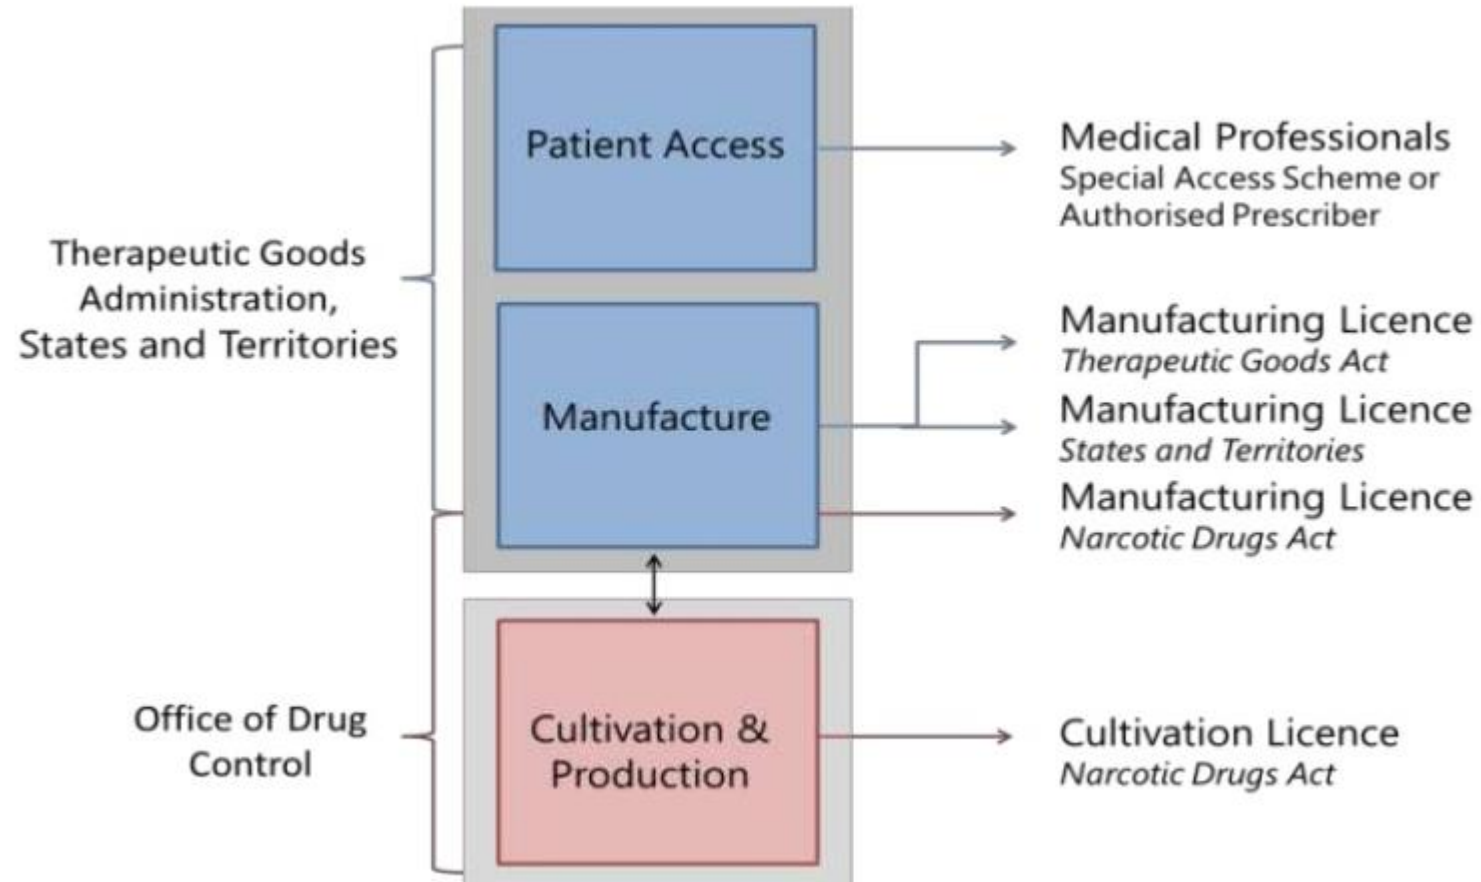 Patient Access
Medical Professionals
Special Access Scheme or
Authorised Prescriber
Therapeutic Goods
Administration,
States and Territories
Manufacture
Manufacturing Licence
Therapeutic Goods Act
Manufacturing Licence
States and Territories
Manufacturing Licence
Narcotic Drugs Act
Office of Drug
Control
Cultivation &
Production
Cultivation Licence
Narcotic Drugs Act